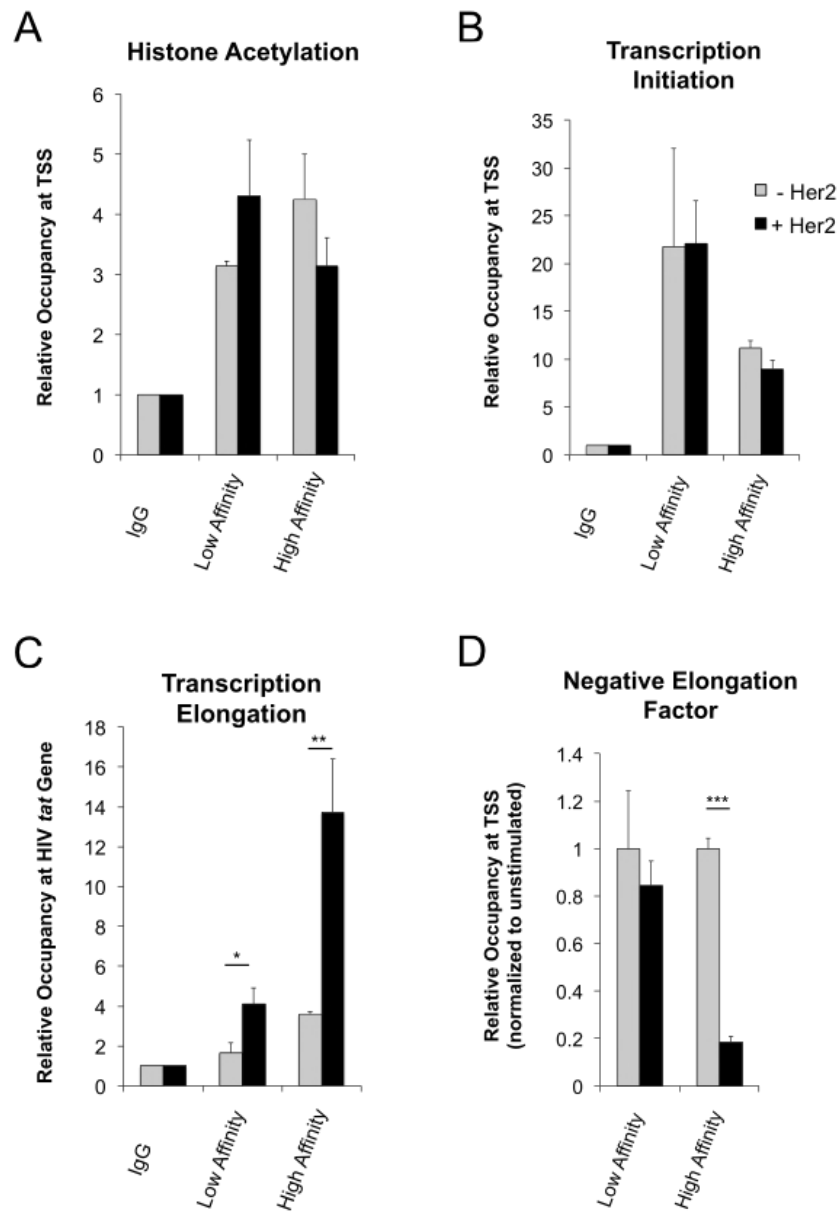 A
Histone Acetylation
Relative Occupancy at TSS
6
5
4
3
2
1
0
IgG
Low Affinity
High Affinity
B
Transcription
Initiation
Relative Occupancy at TSS
35
30
25
20
15
10
5
0
- Her2
+ Her2
IgG
Low Affinity
High Affinity
C
Transcription
Elongation
Relative Occupancy at HIV tat Gene
18
16
14
12
10
8
6
4
2
0
*
**
IgG
Low Affinity
High Affinity
D
Negative Elongation
Factor
Relative Occupancy at TSS
(normalized to unstimulated)
1.4
1.2
1
0.8
0.6
0.4
0.2
0
***
Low Affinity
High Affinity